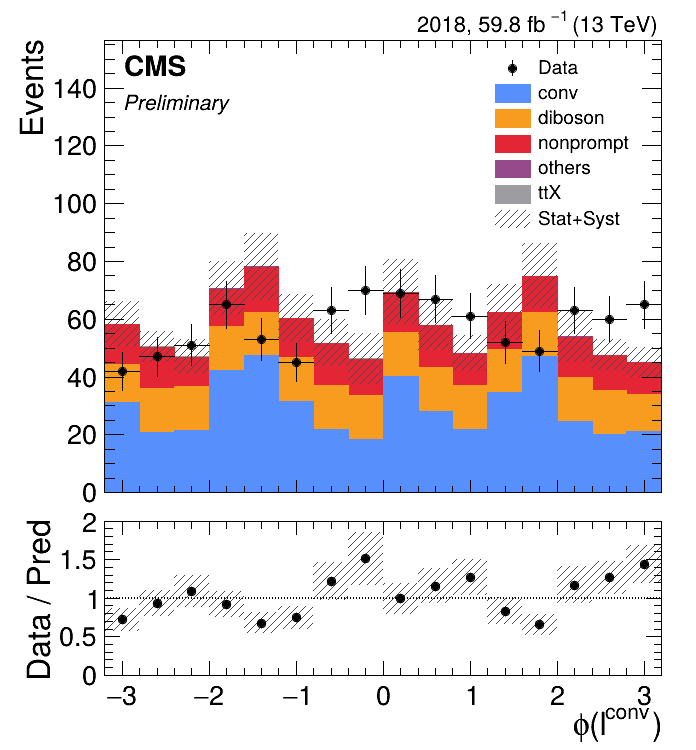 2018, 59.8 fb⁻¹ (13 TeV)
CMS
Preliminary
Events
140
120
100
80
60
40
20
0
Data
conv
diboson
nonprompt
others
ttX
Stat+Syst
Data / Pred
2
1.5
1
0.5
0
−3 −2 −1 0 1 2 3
ϕ(l^conv)